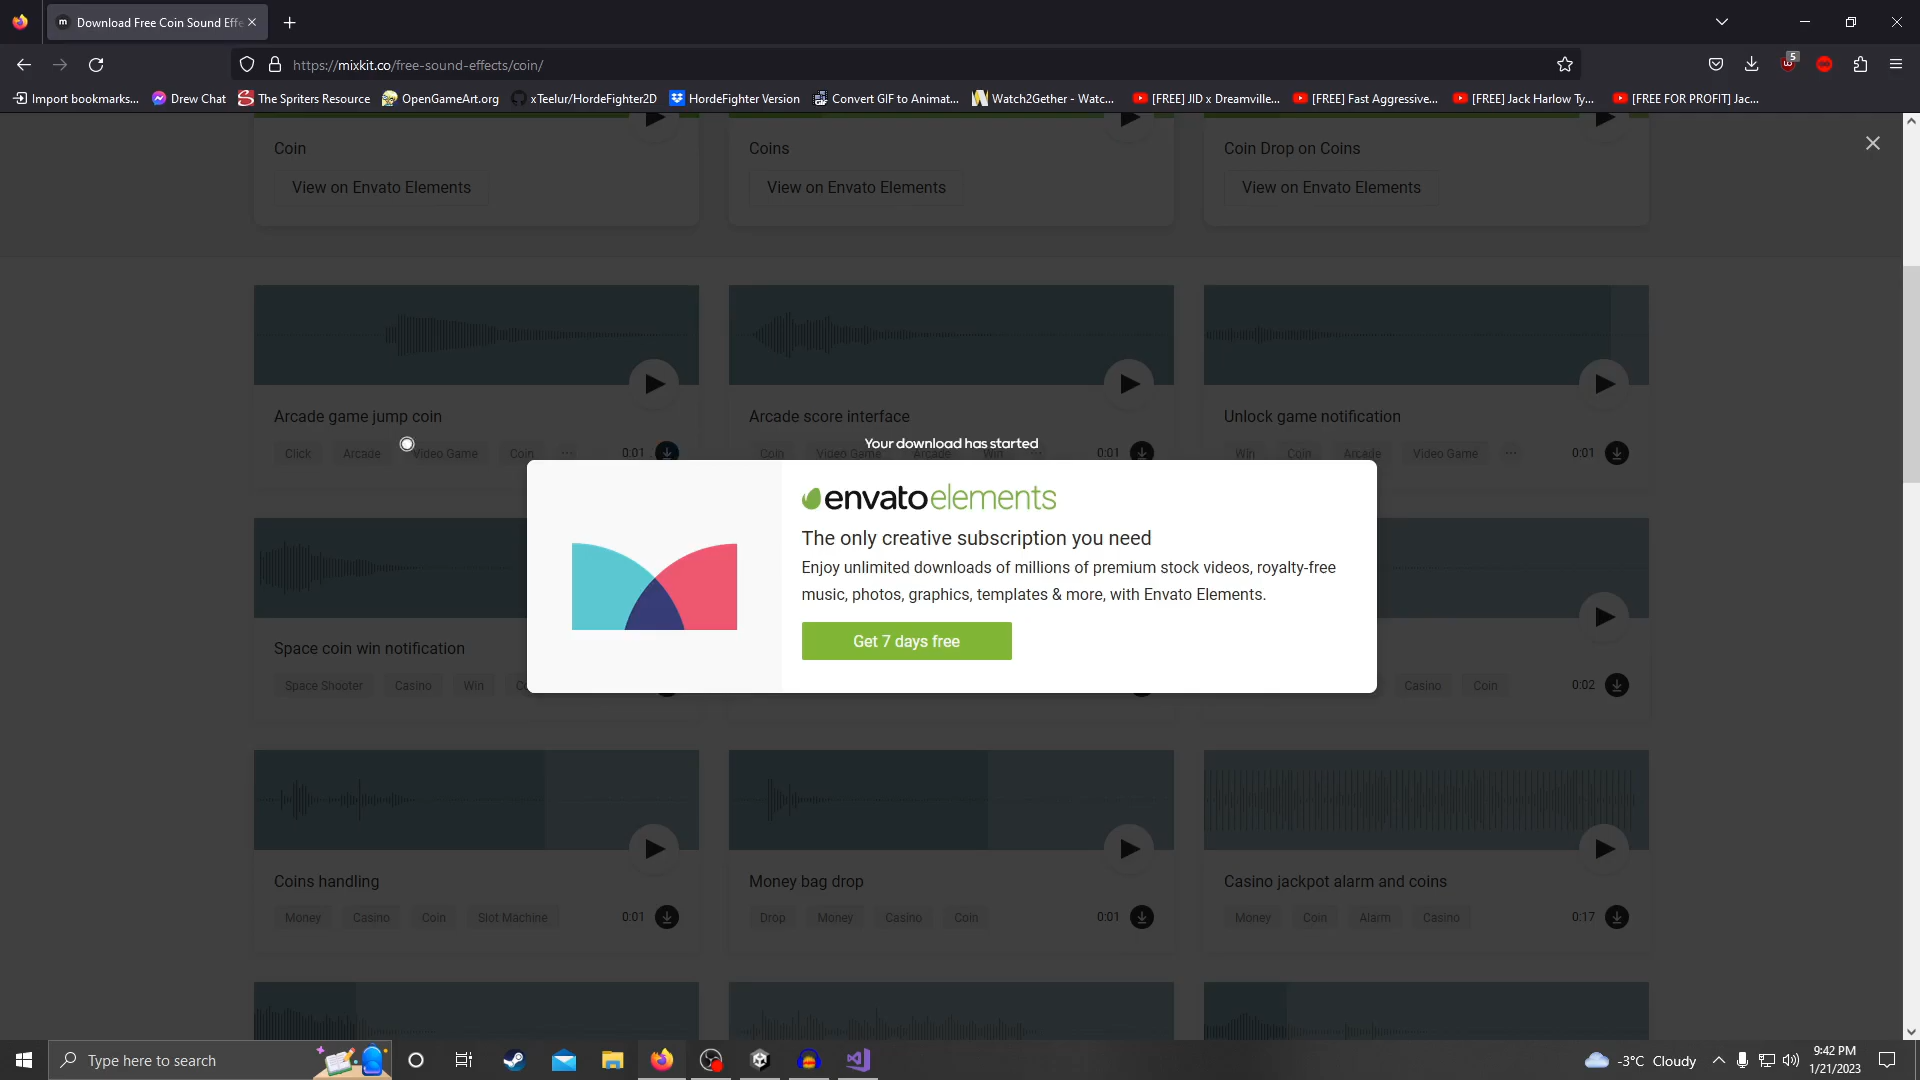 m Download Free Coin Sound Effe
https://mixkit.co/free-sound-effects/coin/
5
Import bookmarks...
Drew Chat
The Spriters Resource
OpenGameArt.org
xTeelur/HordeFighter2D
HordeFighter Version
Convert GIF to Animat...
Watch2Gether - Watc...
[FREE] JID x Dreamville...
[FREE] Fast Aggressive...
[FREE] Jack Harlow Ty...
[FREE FOR PROFIT] Jac...
Coin
Coins
Coin Drop on Coins
View on Envato Elements
View on Envato Elements
View on Envato Elements
Arcade game jump coin
Arcade score interface
Unlock game notification
Click Arcade Video Game Coin ... 0:01
Coin Video Game Arcade Win ... 0:01
Win Coin Arcade Video Game ... 0:01
Your download has started
envato elements
The only creative subscription you need
Enjoy unlimited downloads of millions of premium stock videos, royalty-free
music, photos, graphics, templates & more, with Envato Elements.
Get 7 days free
Space coin win notification
Space Shooter Casino Win
Casino Coin 0:02
Coins handling
Money bag drop
Casino jackpot alarm and coins
Money Casino Coin Slot Machine 0:01
Drop Money Casino Coin 0:01
Money Coin Alarm Casino 0:17
Type here to search
-3°C Cloudy
9:42 PM
1/21/2023